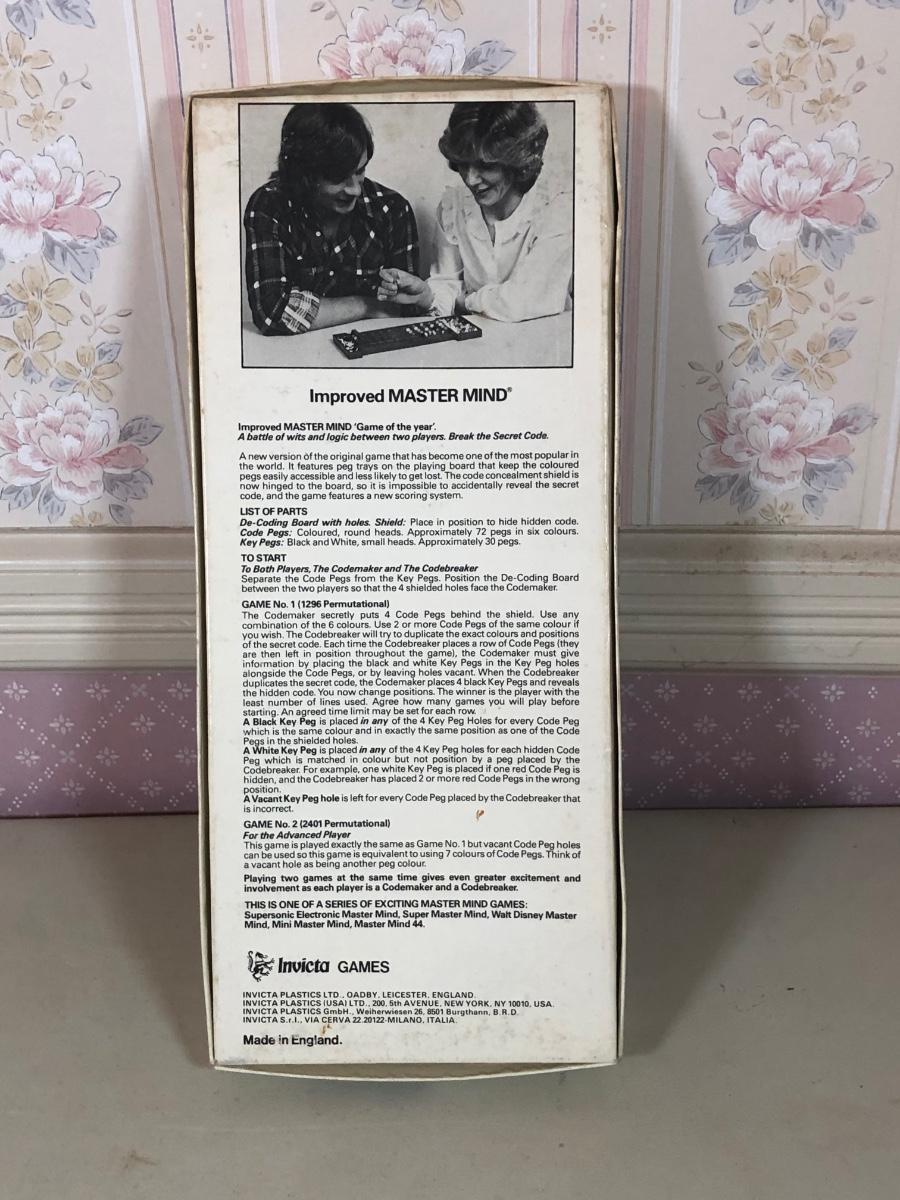 Improved MASTER MIND®
Improved MASTER MIND 'Game of the year'.
A battle of wits and logic between two players. Break the Secret Code.
A new version of the original game that has become one of the most popular in
the world. It features peg trays on the playing board that keep the coloured
pegs easily accessible and less likely to get lost. The code concealment shield is
now hinged to the board, so it is impossible to accidentally reveal the secret
code, and the game features a new scoring system.
LIST OF PARTS
De-Coding Board with holes. Shield: Place in position to hide hidden code.
Code Pegs: Coloured, round heads. Approximately 72 pegs in six colours.
Key Pegs: Black and White, small heads. Approximately 30 pegs.
TO START
To Both Players, The Codemaker and The Codebreaker
Separate the Code Pegs from the Key Pegs. Position the De-Coding Board
between the two players so that the 4 shielded holes face the Codemaker.
GAME No. 1 (1296 Permutational)
The Codemaker secretly puts 4 Code Pegs behind the shield. Use any
combination of the 6 colours. Use 2 or more Code Pegs of the same colour if
you wish. The Codebreaker will try to duplicate the exact colours and positions
of the secret code. Each time the Codebreaker places a row of Code Pegs (they
are then left in position throughout the game), the Codemaker must give
information by placing the black and white Key Pegs in the Key Peg holes
alongside the Code Pegs, or by leaving holes vacant. When the Codebreaker
duplicates the secret code, the Codemaker places 4 black Key Pegs and reveals
the hidden code. You now change positions. The winner is the player with the
least number of lines used. Agree how many games you will play before
starting. An agreed time limit may be set for each row.
A Black Key Peg is placed in any of the 4 Key Peg Holes for every Code Peg
which is the same colour and in exactly the same position as one of the Code
Pegs in the shielded holes.
A White Key Peg is placed in any of the 4 Key Peg holes for each hidden Code
Peg which is matched in colour but not position by a peg placed by the
Codebreaker. For example, one white Key Peg is placed if one red Code Peg is
hidden, and the Codebreaker has placed 2 or more red Code Pegs in the wrong
position.
A Vacant Key Peg hole is left for every Code Peg placed by the Codebreaker that
is incorrect.
GAME No. 2 (2401 Permutational)
For the Advanced Player
This game is played exactly the same as Game No. 1 but vacant Code Peg holes
can be used so this game is equivalent to using 7 colours of Code Pegs. Think of
a vacant hole as being another peg colour.
Playing two games at the same time gives even greater excitement and
involvement as each player is a Codemaker and a Codebreaker.
THIS IS ONE OF A SERIES OF EXCITING MASTER MIND GAMES:
Supersonic Electronic Master Mind, Super Master Mind, Walt Disney Master
Mind, Mini Master Mind, Master Mind 44.
Invicta GAMES
INVICTA PLASTICS LTD., OADBY, LEICESTER, ENGLAND.
INVICTA PLASTICS (USA) LTD., 200, 5th AVENUE, NEW YORK, NY 10010, USA.
INVICTA PLASTICS GmbH., Weiherwiesen 26, 8501 Burgthann, B.R.D.
INVICTA S.r.l., VIA CERVA 22.20122-MILANO, ITALIA.
Made in England.